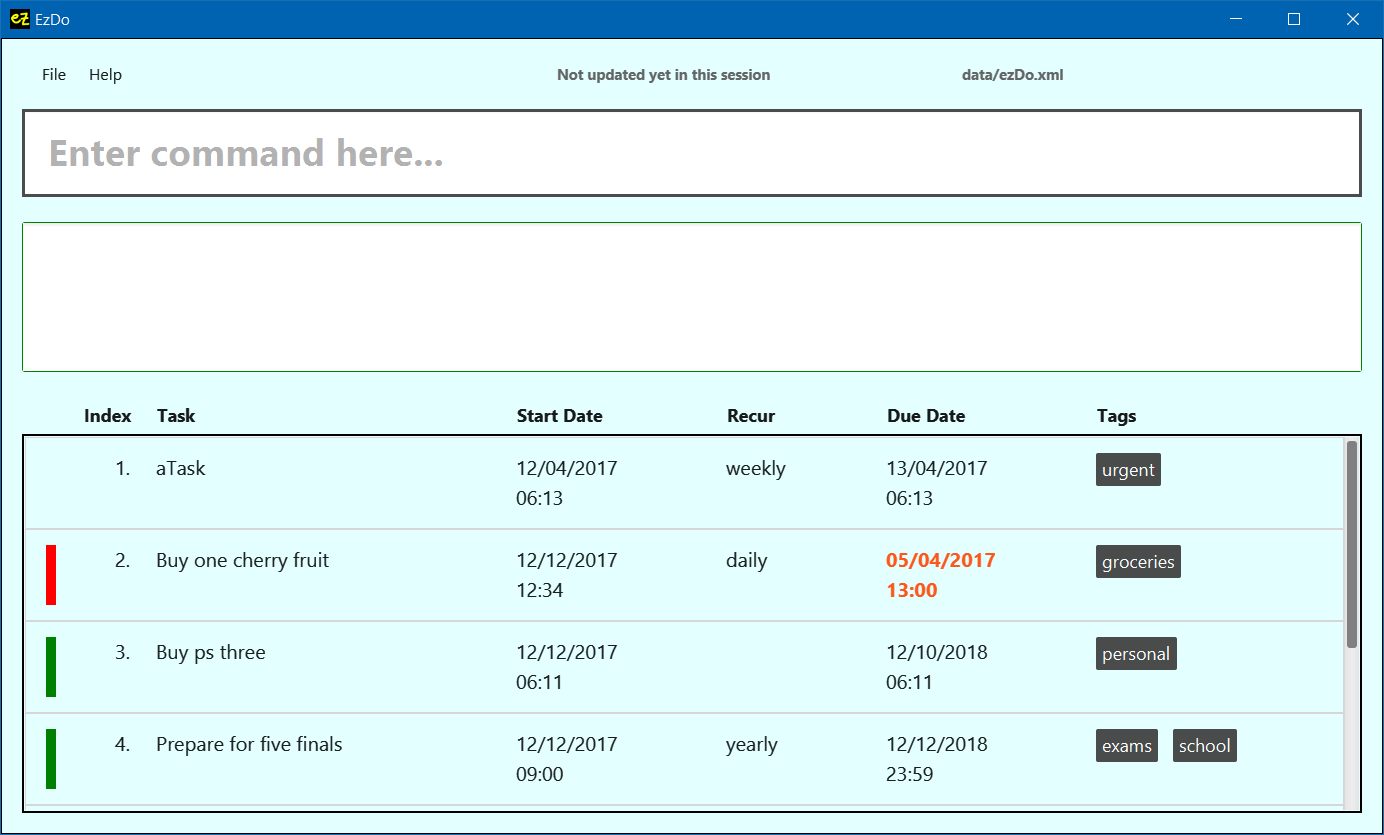 eZ EzDo
File Help Not updated yet in this session data/ezDo.xml
Enter command here...
Index Task Start Date Recur Due Date Tags
1. aTask 12/04/2017 weekly 13/04/2017 urgent
06:13 06:13
2. Buy one cherry fruit 12/12/2017 daily 05/04/2017 groceries
12:34 13:00
3. Buy ps three 12/12/2017 12/10/2018 personal
06:11 06:11
4. Prepare for five finals 12/12/2017 yearly 12/12/2018 exams school
09:00 23:59